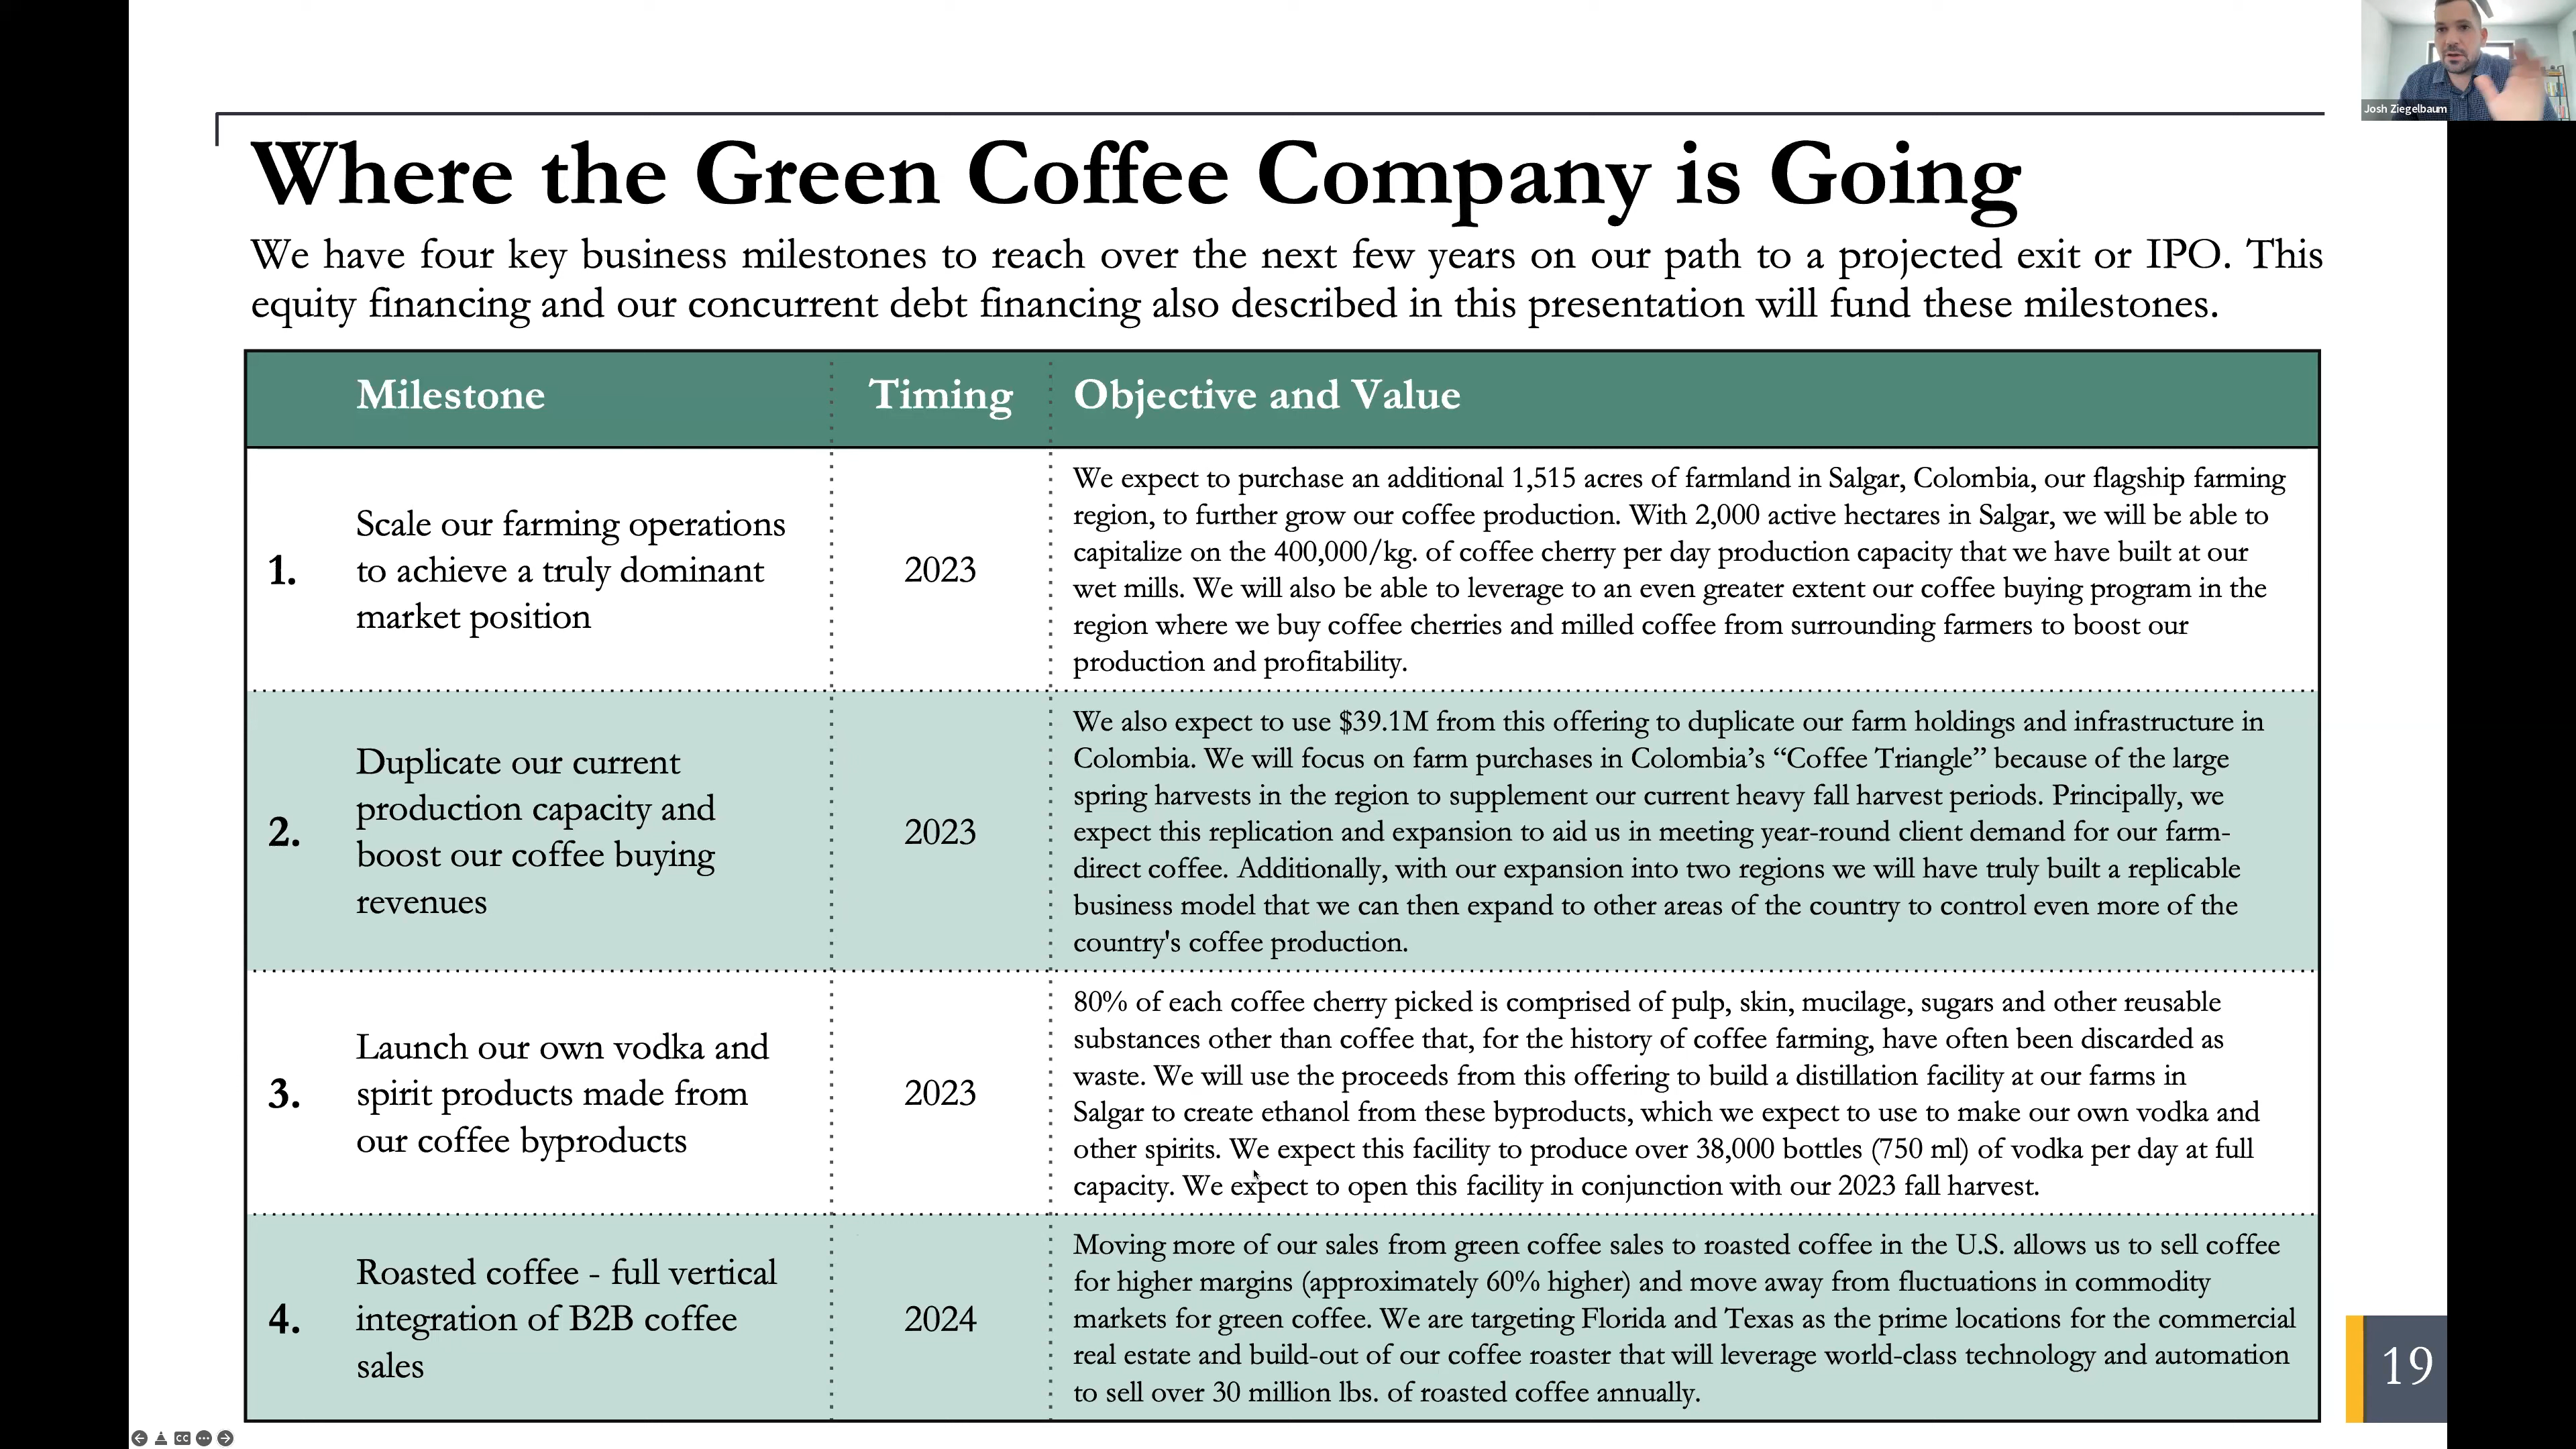 Josh Ziegelbaum
Where the Green Coffee Company is Going
We have four key business milestones to reach over the next few years on our path to a projected exit or IPO. This
equity financing and our concurrent debt financing also described in this presentation will fund these milestones.
Milestone
Timing
Objective and Value
1.
Scale our farming operations
to achieve a truly dominant
market position
2023
We expect to purchase an additional 1,515 acres of farmland in Salgar, Colombia, our flagship farming
region, to further grow our coffee production. With 2,000 active hectares in Salgar, we will be able to
capitalize on the 400,000/kg. of coffee cherry per day production capacity that we have built at our
wet mills. We will also be able to leverage to an even greater extent our coffee buying program in the
region where we buy coffee cherries and milled coffee from surrounding farmers to boost our
production and profitability.
2.
Duplicate our current
production capacity and
boost our coffee buying
revenues
2023
We also expect to use $39.1M from this offering to duplicate our farm holdings and infrastructure in
Colombia. We will focus on farm purchases in Colombia’s “Coffee Triangle” because of the large
spring harvests in the region to supplement our current heavy fall harvest periods. Principally, we
expect this replication and expansion to aid us in meeting year-round client demand for our farm-
direct coffee. Additionally, with our expansion into two regions we will have truly built a replicable
business model that we can then expand to other areas of the country to control even more of the
country's coffee production.
3.
Launch our own vodka and
spirit products made from
our coffee byproducts
2023
80% of each coffee cherry picked is comprised of pulp, skin, mucilage, sugars and other reusable
substances other than coffee that, for the history of coffee farming, have often been discarded as
waste. We will use the proceeds from this offering to build a distillation facility at our farms in
Salgar to create ethanol from these byproducts, which we expect to use to make our own vodka and
other spirits. We expect this facility to produce over 38,000 bottles (750 ml) of vodka per day at full
capacity. We expect to open this facility in conjunction with our 2023 fall harvest.
4.
Roasted coffee - full vertical
integration of B2B coffee
sales
2024
Moving more of our sales from green coffee sales to roasted coffee in the U.S. allows us to sell coffee
for higher margins (approximately 60% higher) and move away from fluctuations in commodity
markets for green coffee. We are targeting Florida and Texas as the prime locations for the commercial
real estate and build-out of our coffee roaster that will leverage world-class technology and automation
to sell over 30 million lbs. of roasted coffee annually.
19
CC